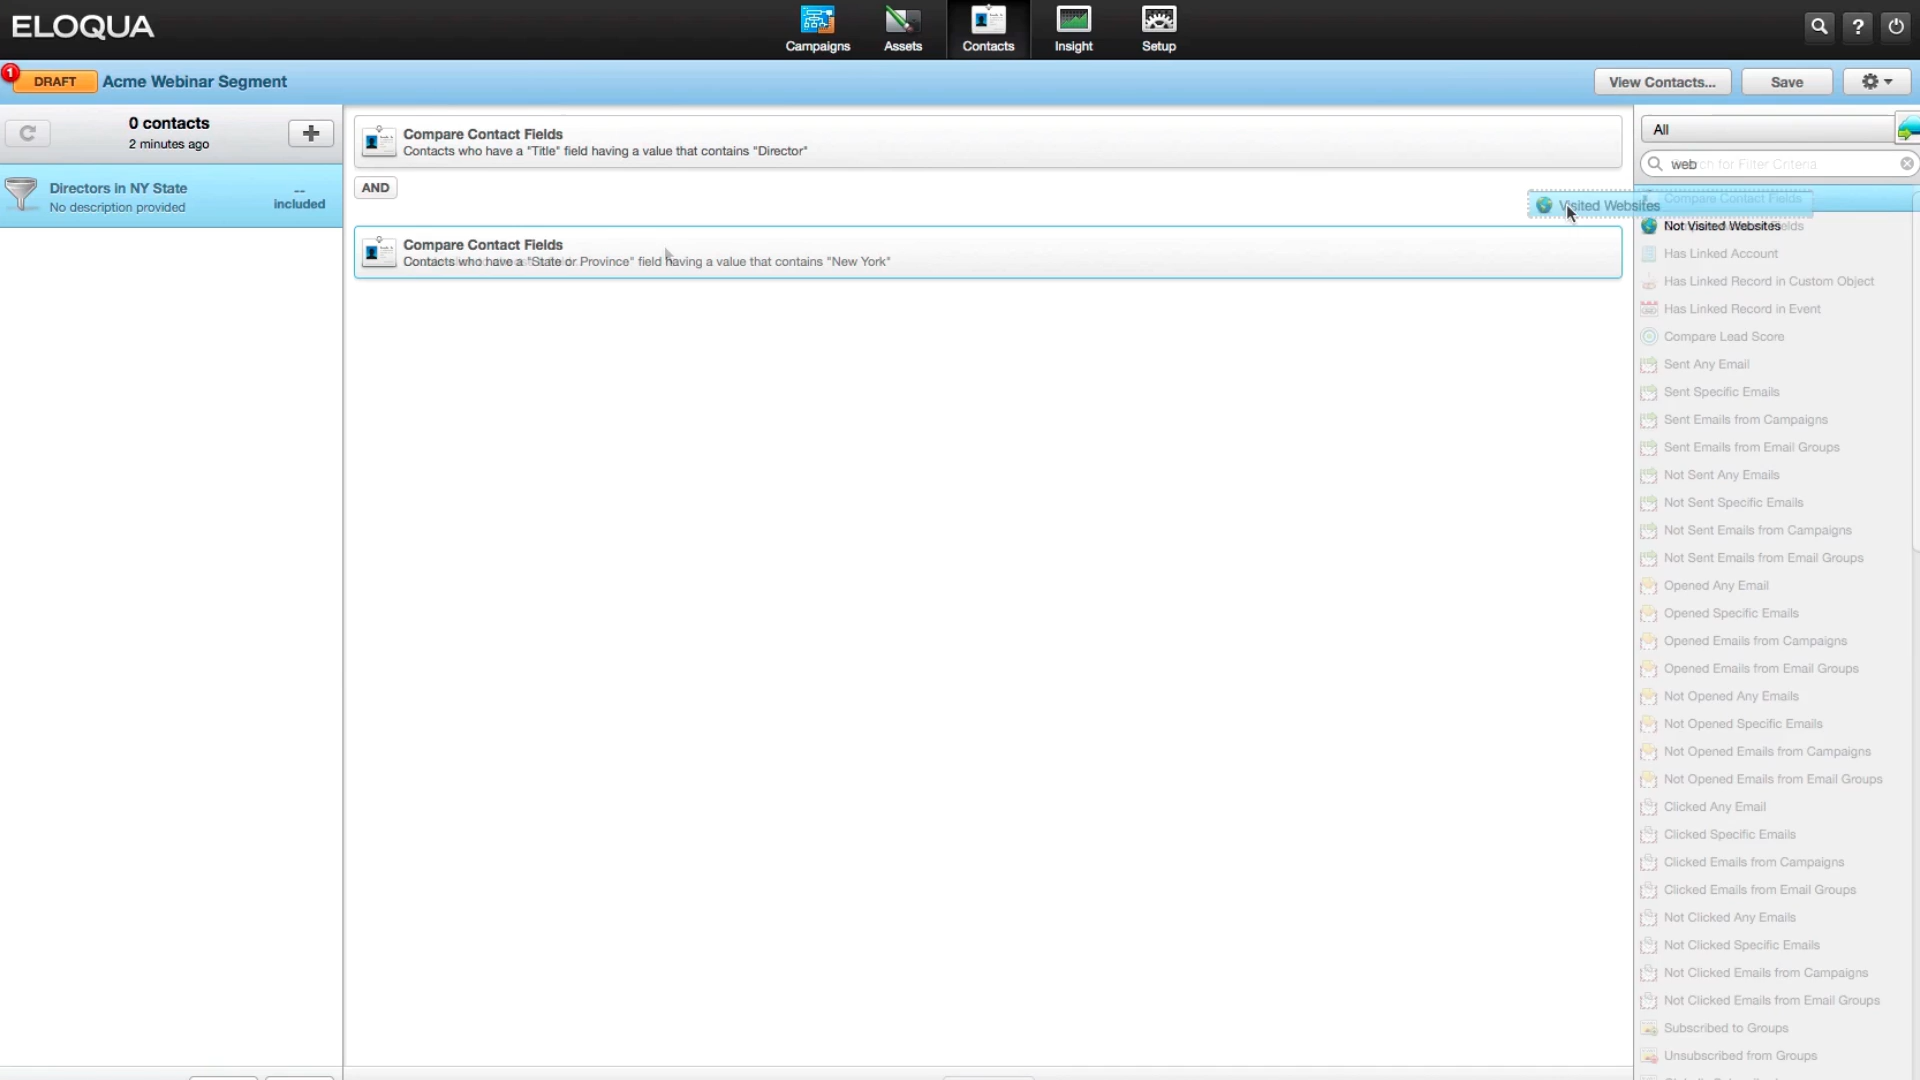 ELOQUA
Campaigns
Assets
Contacts
Insight
Setup
?
1
DRAFT
Acme Webinar Segment
View Contacts...
Save
0 contacts
2 minutes ago
Directors in NY State
No description provided
--
included
Compare Contact Fields
Contacts who have a "Title" field having a value that contains "Director"
AND
Compare Contact Fields
Contacts who have a "State or Province" field having a value that contains "New York"
All
web
Search for Filter Criteria
Visited Websites
Compare Contact Fields
Not Visited Websites
Has Linked Account
Has Linked Record in Custom Object
Has Linked Record in Event
Compare Lead Score
Sent Any Email
Sent Specific Emails
Sent Emails from Campaigns
Sent Emails from Email Groups
Not Sent Any Emails
Not Sent Specific Emails
Not Sent Emails from Campaigns
Not Sent Emails from Email Groups
Opened Any Email
Opened Specific Emails
Opened Emails from Campaigns
Opened Emails from Email Groups
Not Opened Any Emails
Not Opened Specific Emails
Not Opened Emails from Campaigns
Not Opened Emails from Email Groups
Clicked Any Email
Clicked Specific Emails
Clicked Emails from Campaigns
Clicked Emails from Email Groups
Not Clicked Any Emails
Not Clicked Specific Emails
Not Clicked Emails from Campaigns
Not Clicked Emails from Email Groups
Subscribed to Groups
Unsubscribed from Groups